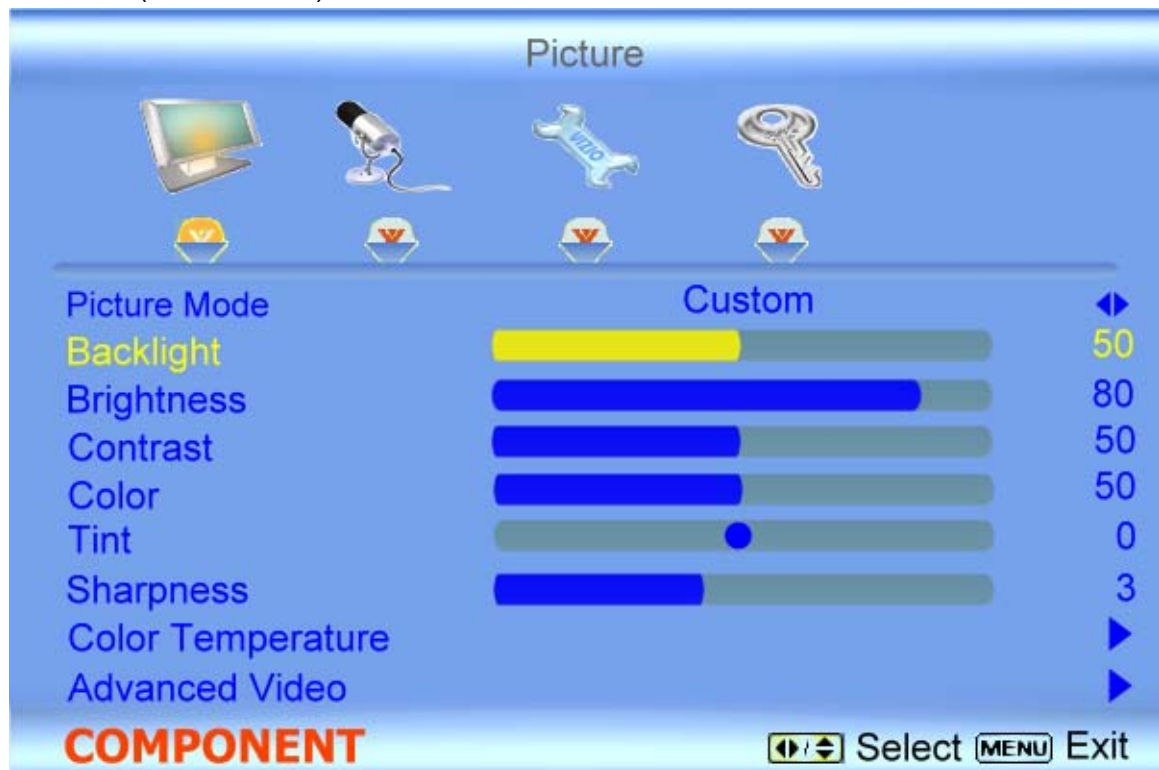 Picture
VIZIO
Picture Mode Custom
Backlight 50
Brightness 80
Contrast 50
Color 50
Tint 0
Sharpness 3
Color Temperature
Advanced Video
COMPONENT
/ Select MENU Exit